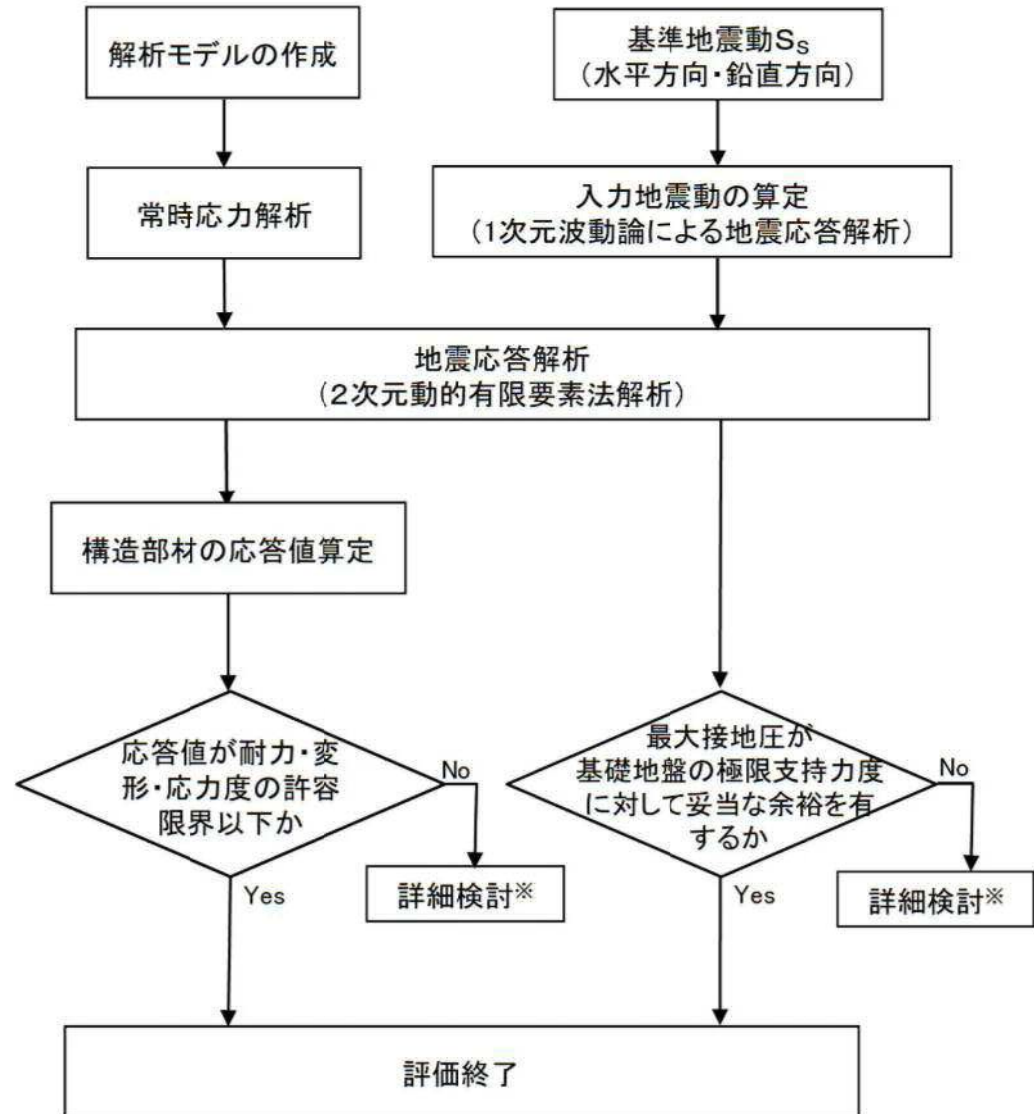 解析モデルの作成
基準地震動Ss
（水平方向・鉛直方向）
常時応力解析
入力地震動の算定
（1次元波動論による地震応答解析）
地震応答解析
（2次元動的有限要素法解析）
構造部材の応答値算定
応答値が耐力・変
形・応力度の許容
限界以下か
No
最大接地圧が
基礎地盤の極限支持力度
に対して妥当な余裕を有
するか
No
Yes
詳細検討※
Yes
詳細検討※
評価終了